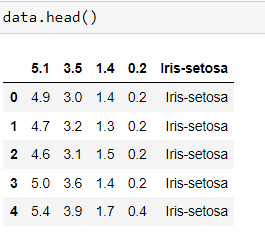 data.head()
5.1 3.5 1.4 0.2 Iris-setosa
0 4.9 3.0 1.4 0.2 Iris-setosa
1 4.7 3.2 1.3 0.2 Iris-setosa
2 4.6 3.1 1.5 0.2 Iris-setosa
3 5.0 3.6 1.4 0.2 Iris-setosa
4 5.4 3.9 1.7 0.4 Iris-setosa